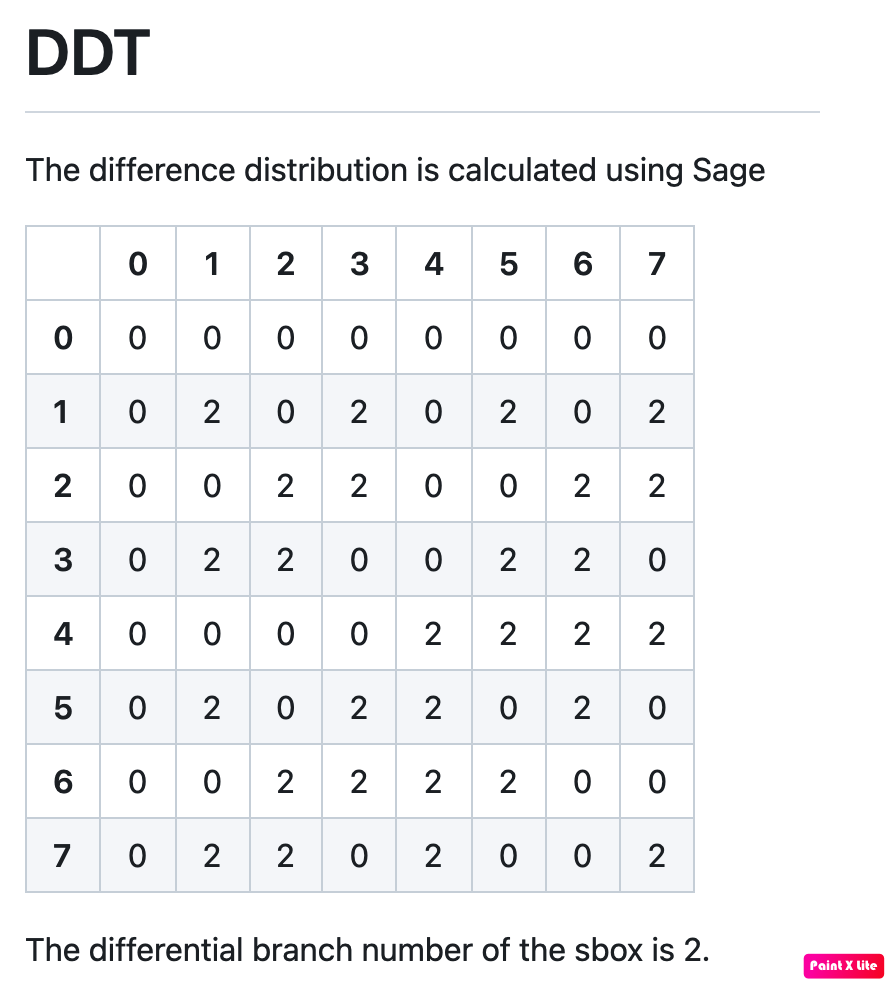 DDT
The difference distribution is calculated using Sage
0 1 2 3 4 5 6 7
0 0 0 0 0 0 0 0 0
1 0 2 0 2 0 2 0 2
2 0 0 2 2 0 0 2 2
3 0 2 2 0 0 2 2 0
4 0 0 0 0 2 2 2 2
5 0 2 0 2 2 0 2 0
6 0 0 2 2 2 2 0 0
7 0 2 2 0 2 0 0 2
The differential branch number of the sbox is 2.
Paint X Lite